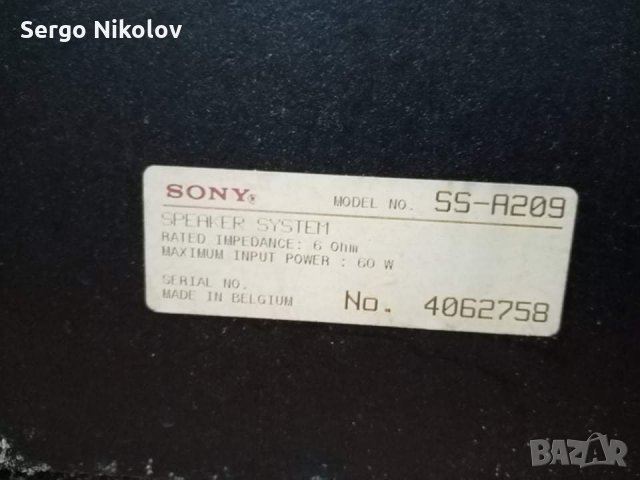 Sergo Nikolov
SONY®
MODEL NO. SS-A209
SPEAKER SYSTEM
RATED IMPEDANCE: 6 Ohm
MAXIMUM INPUT POWER : 60 W
SERIAL NO.
MADE IN BELGIUM
No. 4062758
BAZAR